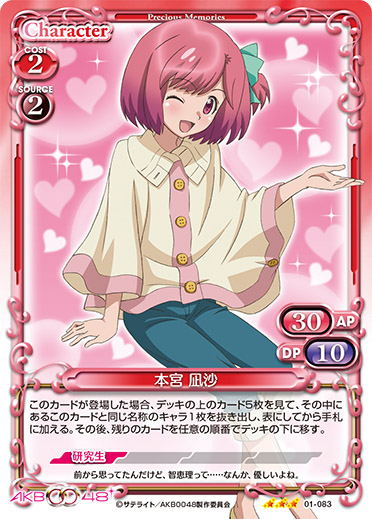 Precious Memories
Character
COST
2
SOURCE
2
30 AP
DP 10
本宮 凪沙
このカードが登場した場合、デッキの上のカード5枚を見て、その中に
あるこのカードと同じ名称のキャラ1枚を抜き出し、表にしてから手札
に加える。その後、残りのカードを任意の順番でデッキの下に移す。
研究生
前から思ってたんだけど、智恵理って……なんか、優しいよね。
AKB0048
©サテライト/AKB0048製作委員会
01-083